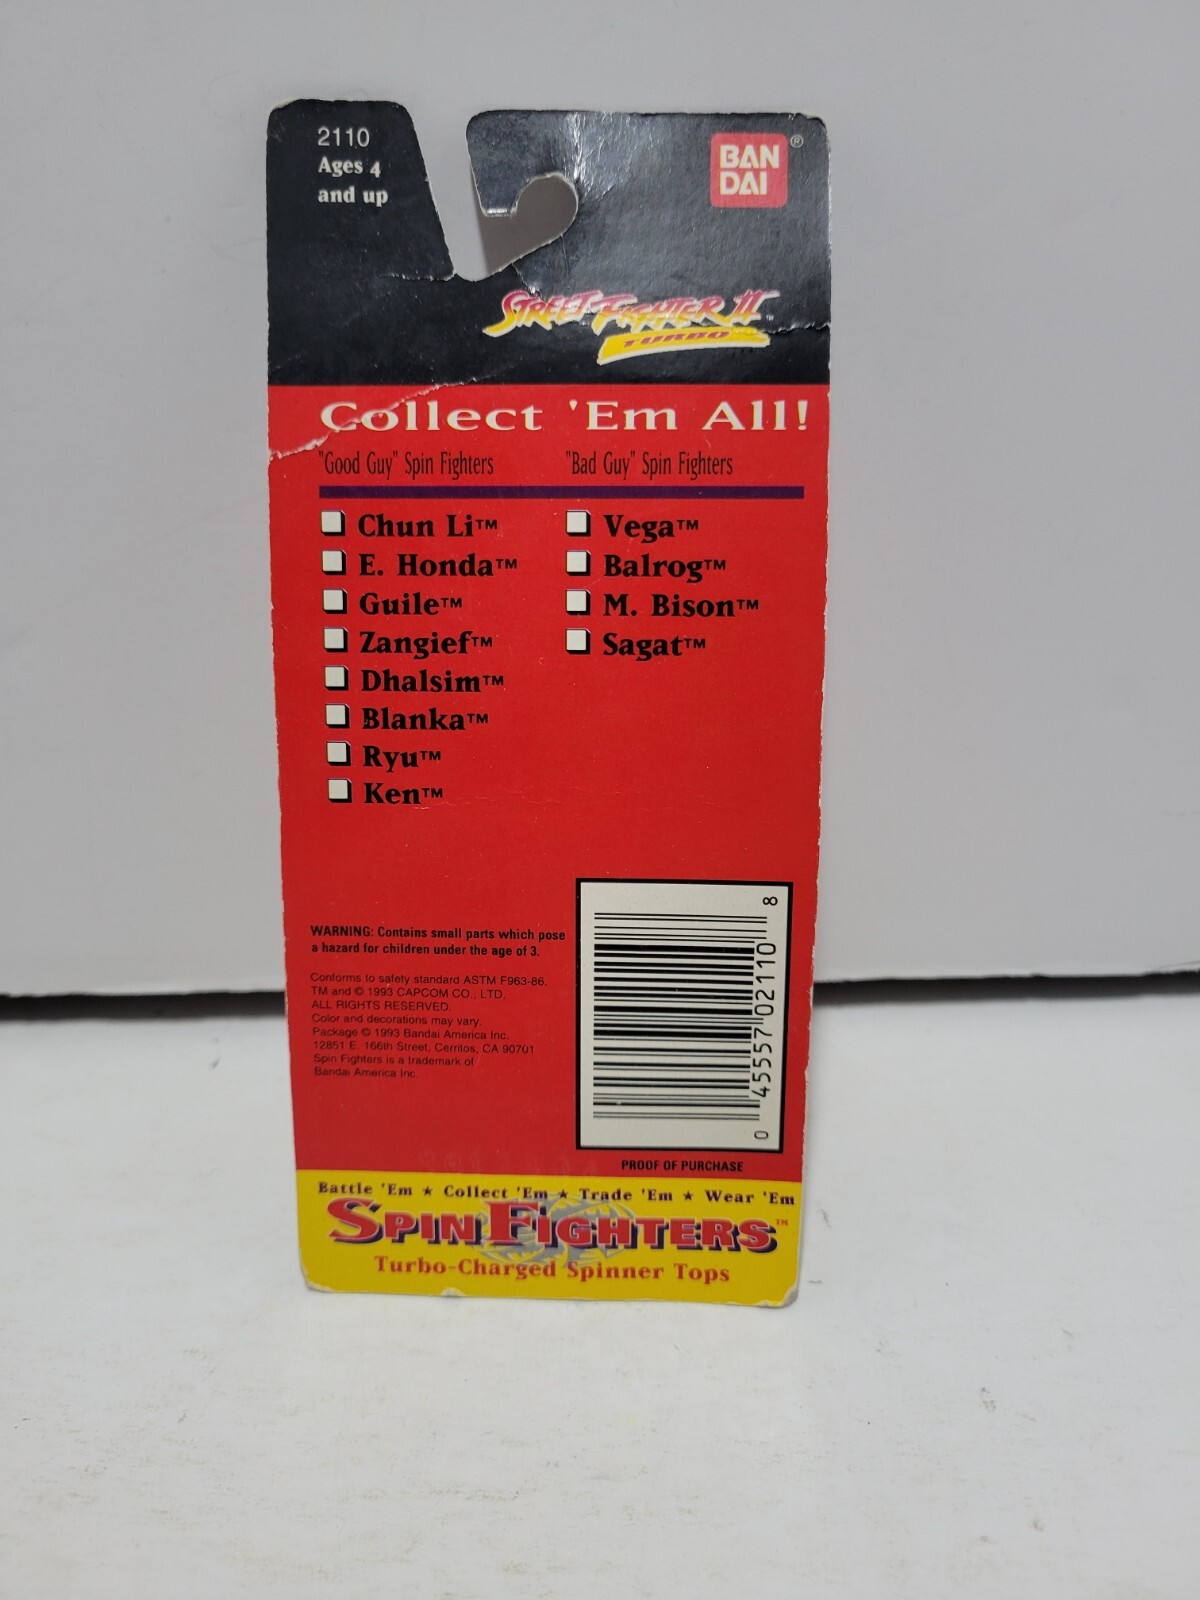 2110
Ages 4
and up
BAN
DAI
®
STREET FIGHTER II™
TURBO
Collect 'Em All!
"Good Guy" Spin Fighters
Chun Li™
E. Honda™
Guile™
Zangief™
Dhalsim™
Blanka™
Ryu™
Ken™
"Bad Guy" Spin Fighters
Vega™
Balrog™
M. Bison™
Sagat™
WARNING: Contains small parts which pose
a hazard for children under the age of 3.
Conforms to safety standard ASTM F963-86.
TM and © 1993 CAPCOM CO., LTD.
ALL RIGHTS RESERVED.
Color and decorations may vary.
Package © 1993 Bandai America Inc.
12851 E. 166th Street, Cerritos, CA 90701
Spin Fighters is a trademark of
Bandai America Inc.
0 45557 02110 8
PROOF OF PURCHASE
Battle 'Em ★ Collect 'Em ★ Trade 'Em ★ Wear 'Em
SPIN FIGHTERS™
Turbo-Charged Spinner Tops